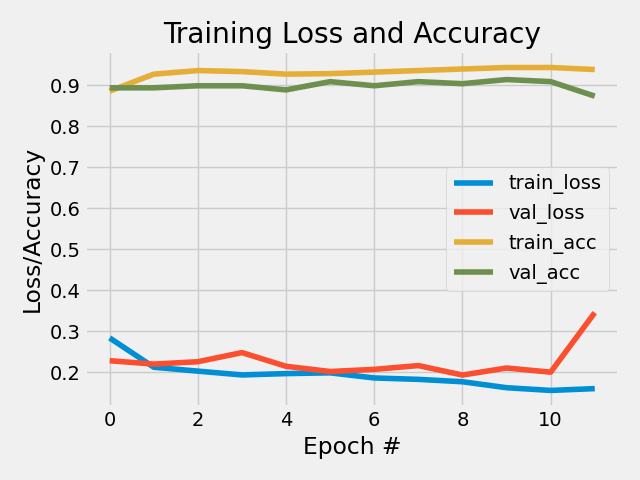 Training Loss and Accuracy
Loss/Accuracy
0.9
0.8
0.7
0.6
0.5
0.4
0.3
0.2
train_loss
val_loss
train_acc
val_acc
0 2 4 6 8 10
Epoch #